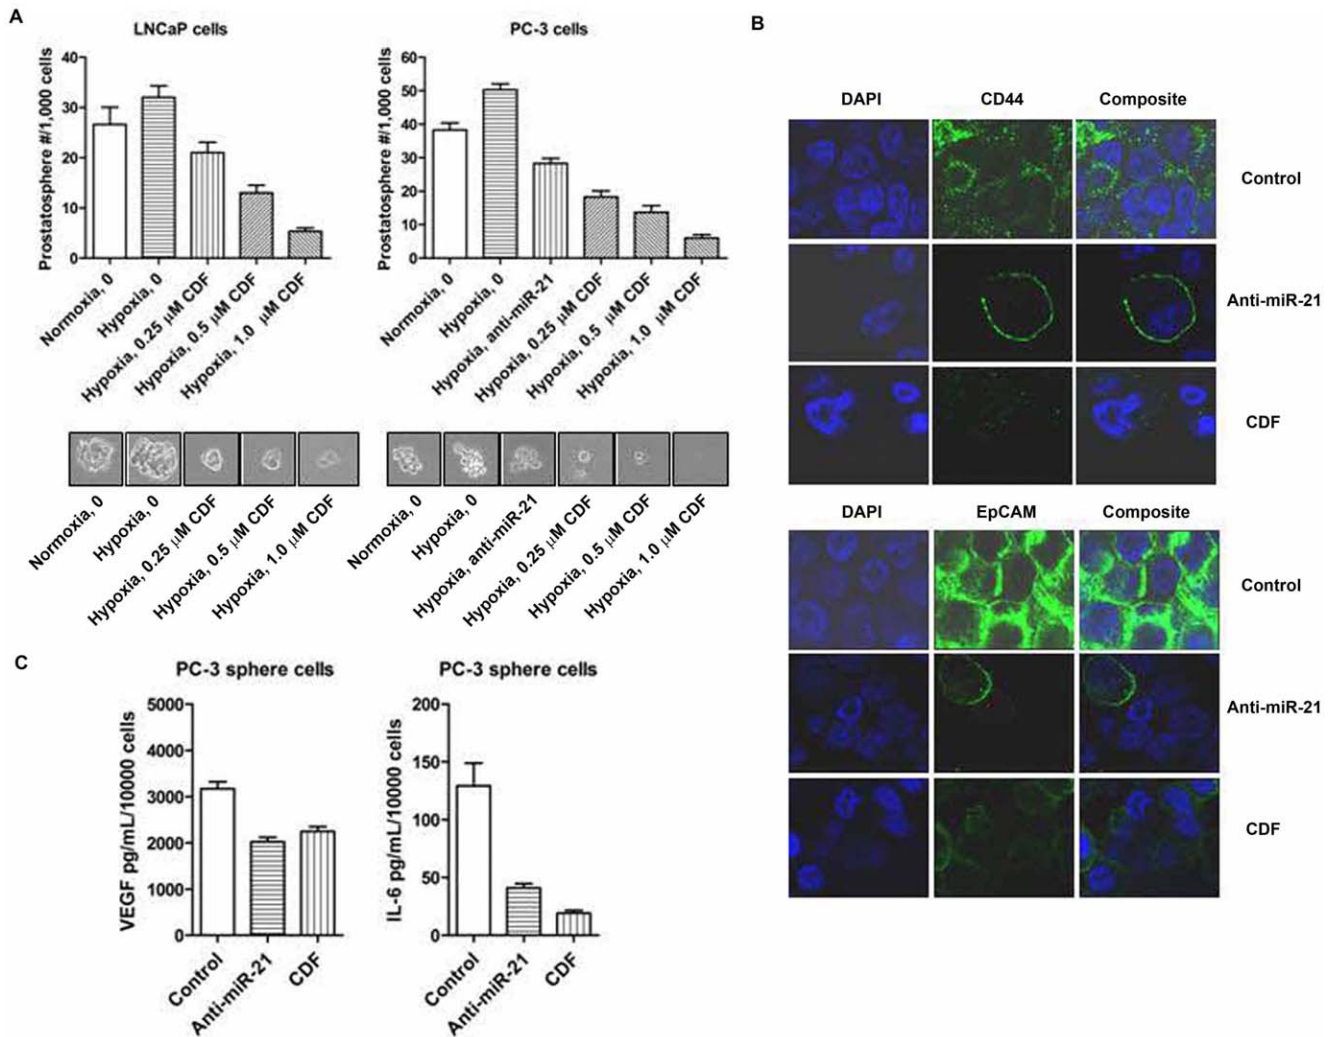 A
LNCaP cells
Prostatosphere #/1,000 cells
40
30
20
10
0
Normoxia, 0
Hypoxia, 0
Hypoxia, 0.25 μM CDF
Hypoxia, 0.5 μM CDF
Hypoxia, 1.0 μM CDF
PC-3 cells
Prostatosphere #/1,000 cells
60
50
40
30
20
10
0
Normoxia, 0
Hypoxia, 0
Hypoxia, anti-miR-21
Hypoxia, 0.25 μM CDF
Hypoxia, 0.5 μM CDF
Hypoxia, 1.0 μM CDF
Normoxia, 0
Hypoxia, 0
Hypoxia, 0.25 μM CDF
Hypoxia, 0.5 μM CDF
Hypoxia, 1.0 μM CDF
Normoxia, 0
Hypoxia, 0
Hypoxia, anti-miR-21
Hypoxia, 0.25 μM CDF
Hypoxia, 0.5 μM CDF
Hypoxia, 1.0 μM CDF
B
DAPI CD44 Composite
Control
Anti-miR-21
CDF
DAPI EpCAM Composite
Control
Anti-miR-21
CDF
C
PC-3 sphere cells
VEGF pg/mL/10000 cells
5000
4000
3000
2000
1000
0
Control
Anti-miR-21
CDF
PC-3 sphere cells
IL-6 pg/mL/10000 cells
200
150
100
50
0
Control
Anti-miR-21
CDF